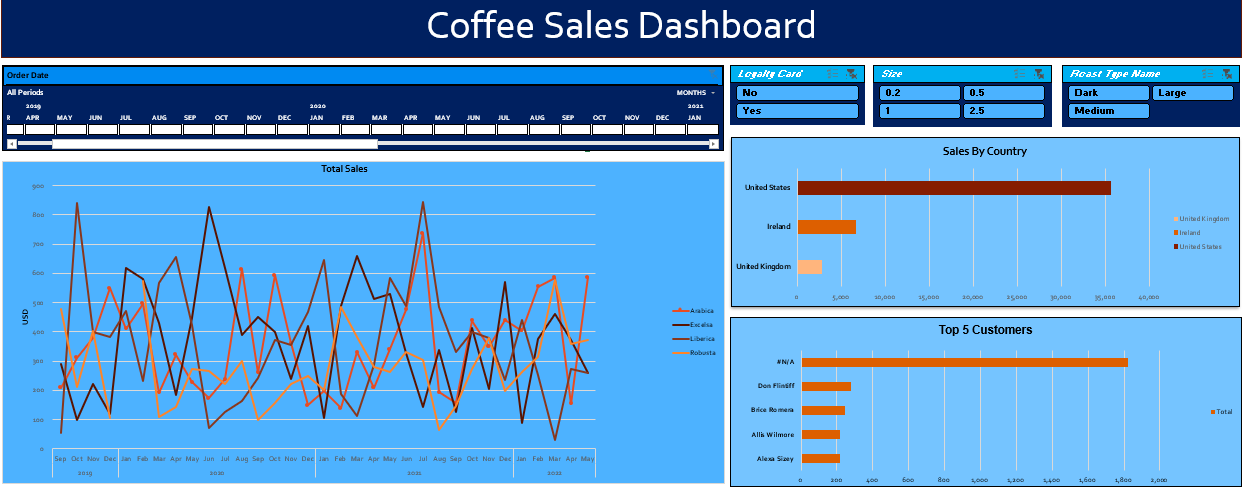 Coffee Sales Dashboard
Order Date
All Periods
MONTHS
2019 2020 2021
R APR MAY JUN JUL AUG SEP OCT NOV DEC JAN FEB MAR APR MAY JUN JUL AUG SEP OCT NOV DEC JAN
Loyalty Card
No
Yes
Size
0.2 0.5
1 2.5
Roast Type Name
Dark Large
Medium
Total Sales
900
800
700
600
500
400
300
200
100
0
USD
Sep Oct Nov Dec Jan Feb Mar Apr May Jun Jul Aug Sep Oct Nov Dec Jan Feb Mar Apr May Jun Jul Aug Sep Oct Nov Dec Jan Feb Mar Apr May
2019 2020 2021 2022
Arabica
Excelsa
Liberica
Robusta
Sales By Country
United States
Ireland
United Kingdom
0 5,000 10,000 15,000 20,000 25,000 30,000 35,000 40,000
United Kingdom
Ireland
United States
Top 5 Customers
#N/A
Don Flintiff
Brice Romera
Allis Wilmore
Alexa Sizey
0 200 400 600 800 1,000 1,200 1,400 1,600 1,800 2,000
Total